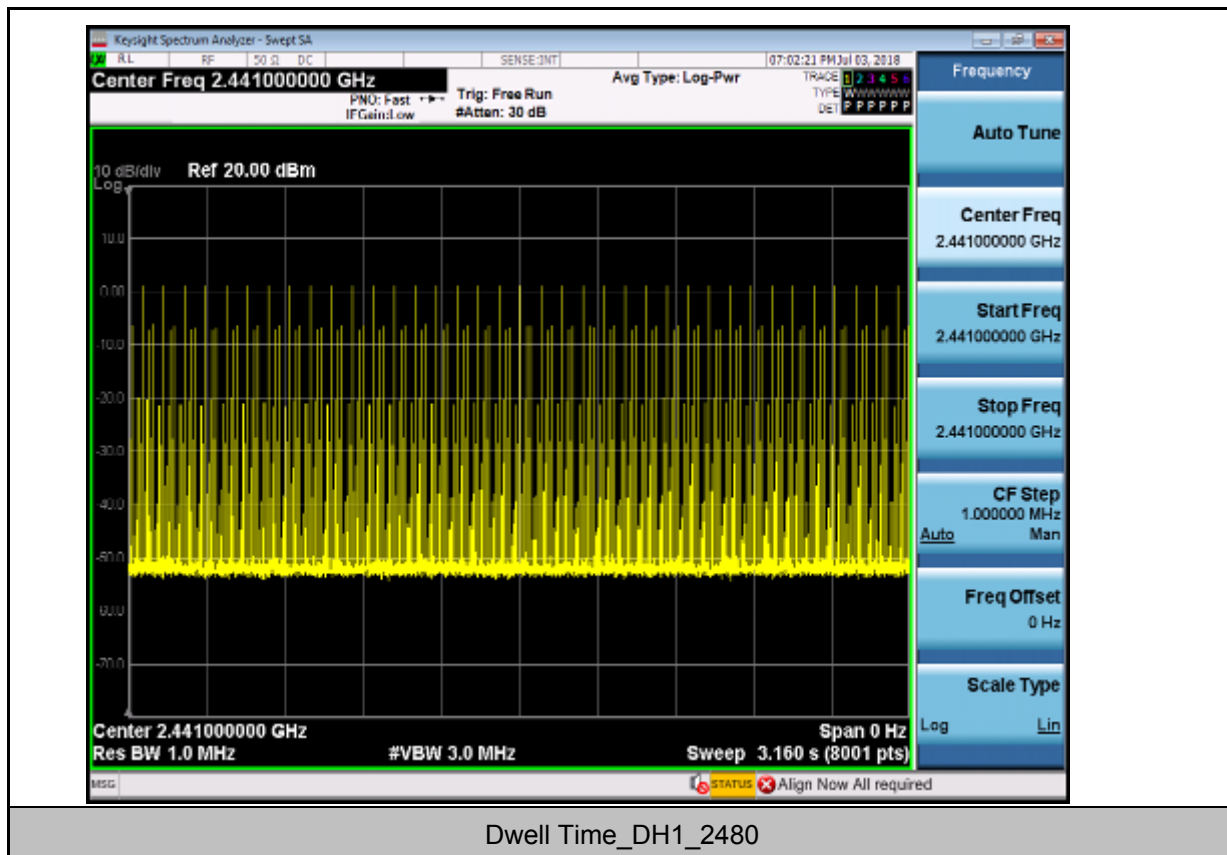 Keysight Spectrum Analyzer - Swept SA
RL RF 50 Ω DC SENSE:INT 07:02:21 PM Jul 03, 2018
Center Freq 2.441000000 GHz
PNO: Fast
IFGain:Low
Trig: Free Run
#Atten: 30 dB
Avg Type: Log-Pwr
TRACE 1 2 3 4 5 6
TYPE WWWWWW
DET P P P P P P
10 dB/div
Log
Ref 20.00 dBm
10.0
0.00
-10.0
-20.0
-30.0
-40.0
-50.0
-60.0
-70.0
Center 2.441000000 GHz
Span 0 Hz
Res BW 1.0 MHz
#VBW 3.0 MHz
Sweep 3.160 s (8001 pts)
MSG
STATUS
Align Now All required
Frequency
Auto Tune
Center Freq
2.441000000 GHz
Start Freq
2.441000000 GHz
Stop Freq
2.441000000 GHz
CF Step
1.000000 MHz
Auto Man
Freq Offset
0 Hz
Scale Type
Log Lin
Dwell Time_DH1_2480